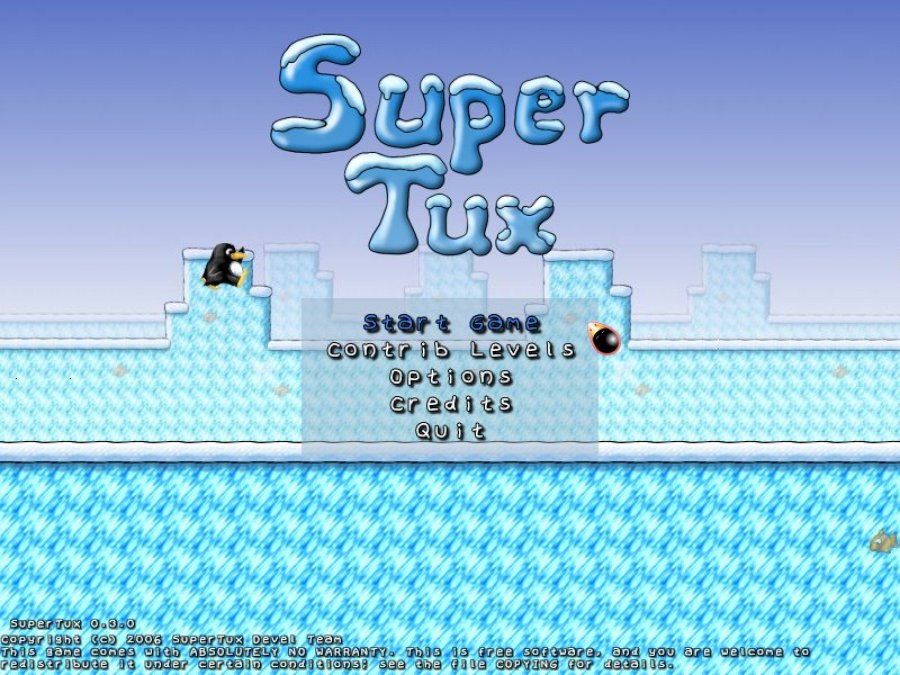 Super
Tux
Start Game
Contrib Levels
Options
Credits
Quit
SuperTux 0.3.0
Copyright (c) 2006 SuperTux Devel Team
This game comes with ABSOLUTELY NO WARRANTY. This is free software, and you are welcome to
redistribute it under certain conditions; see the file COPYING for details.